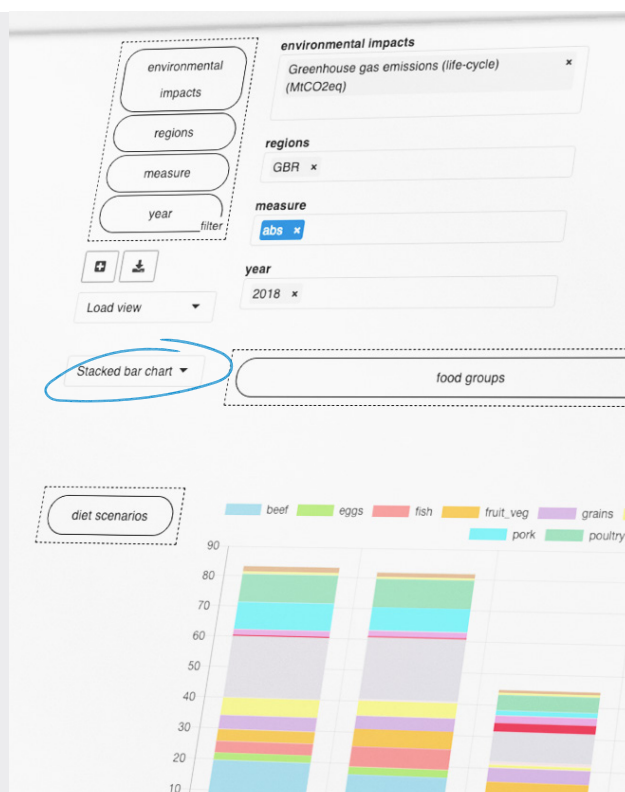 environmental
impacts
regions
measure
year
filter
environmental impacts
Greenhouse gas emissions (life-cycle)
(MtCO2eq)
×
regions
GBR ×
measure
abs ×
year
2018 ×
Load view
Stacked bar chart
food groups
diet scenarios
beef eggs fish fruit_veg grains
pork poultry
90
80
70
60
50
40
30
20
10